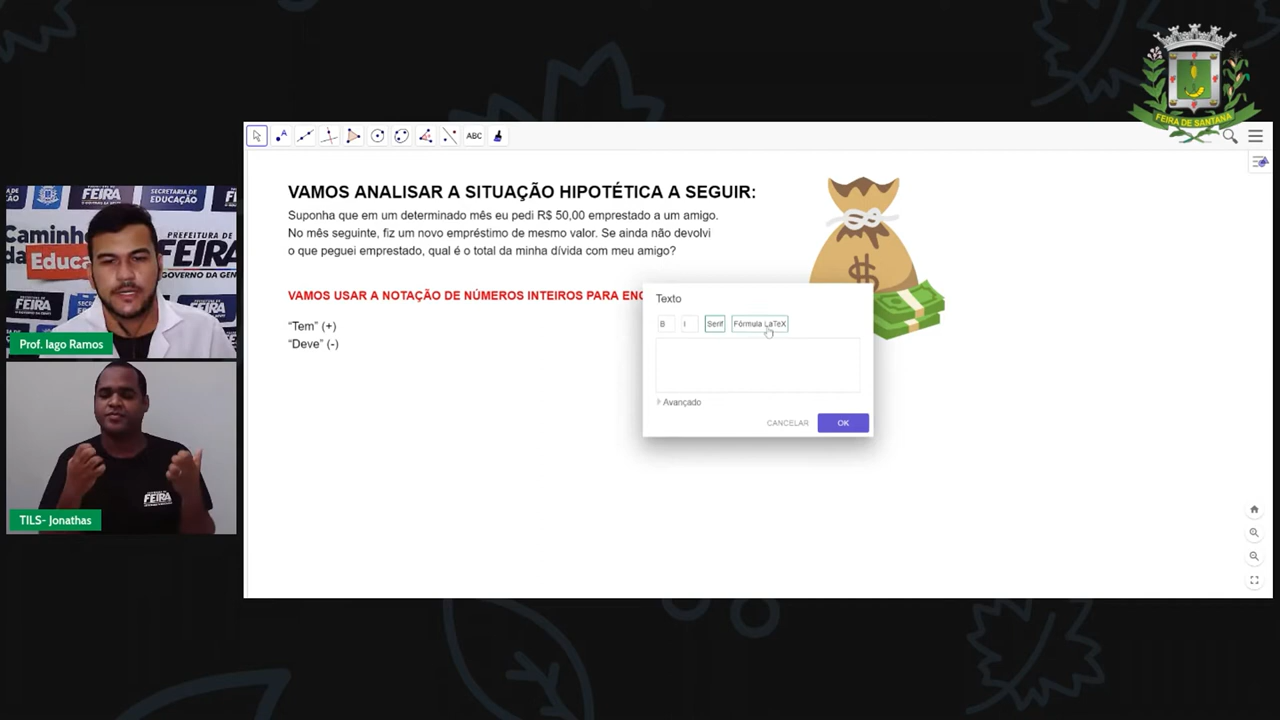 FEIRA DE SANTANA
ABC
VAMOS ANALISAR A SITUAÇÃO HIPOTÉTICA A SEGUIR:
Suponha que em um determinado mês eu pedi R$ 50,00 emprestado a um amigo.
No mês seguinte, fiz um novo empréstimo de mesmo valor. Se ainda não devolvi
o que peguei emprestado, qual é o total da minha dívida com meu amigo?
$
VAMOS USAR A NOTAÇÃO DE NÚMEROS INTEIROS PARA
“Tem” (+)
“Deve” (-)
Texto
B I Serif Fórmula LaTeX
Avançado
CANCELAR OK
SECRETARIA DE
EDUCAÇÃO
FEIRA
PREFEITURA DE
FEIRA
GOVERNO DA
Prof. Iago Ramos
FEIRA
TILS- Jonathas